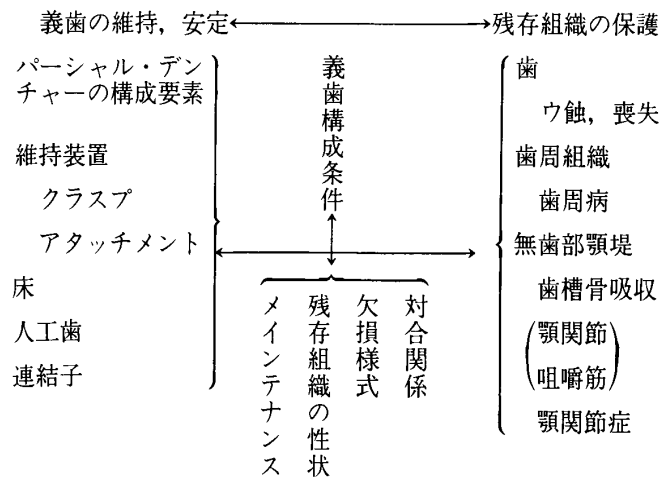 義歯の維持，安定
残存組織の保護
パーシャル・デン
チャーの構成要素
維持装置
クラスプ
アタッチメント
床
人工歯
連結子
義歯構成条件
対合関係
欠損様式
残存組織の性状
メインテナンス
歯
ウ蝕，喪失
歯周組織
歯周病
無歯部顎堤
歯槽骨吸収
(顎関節
咀嚼筋)
顎関節症